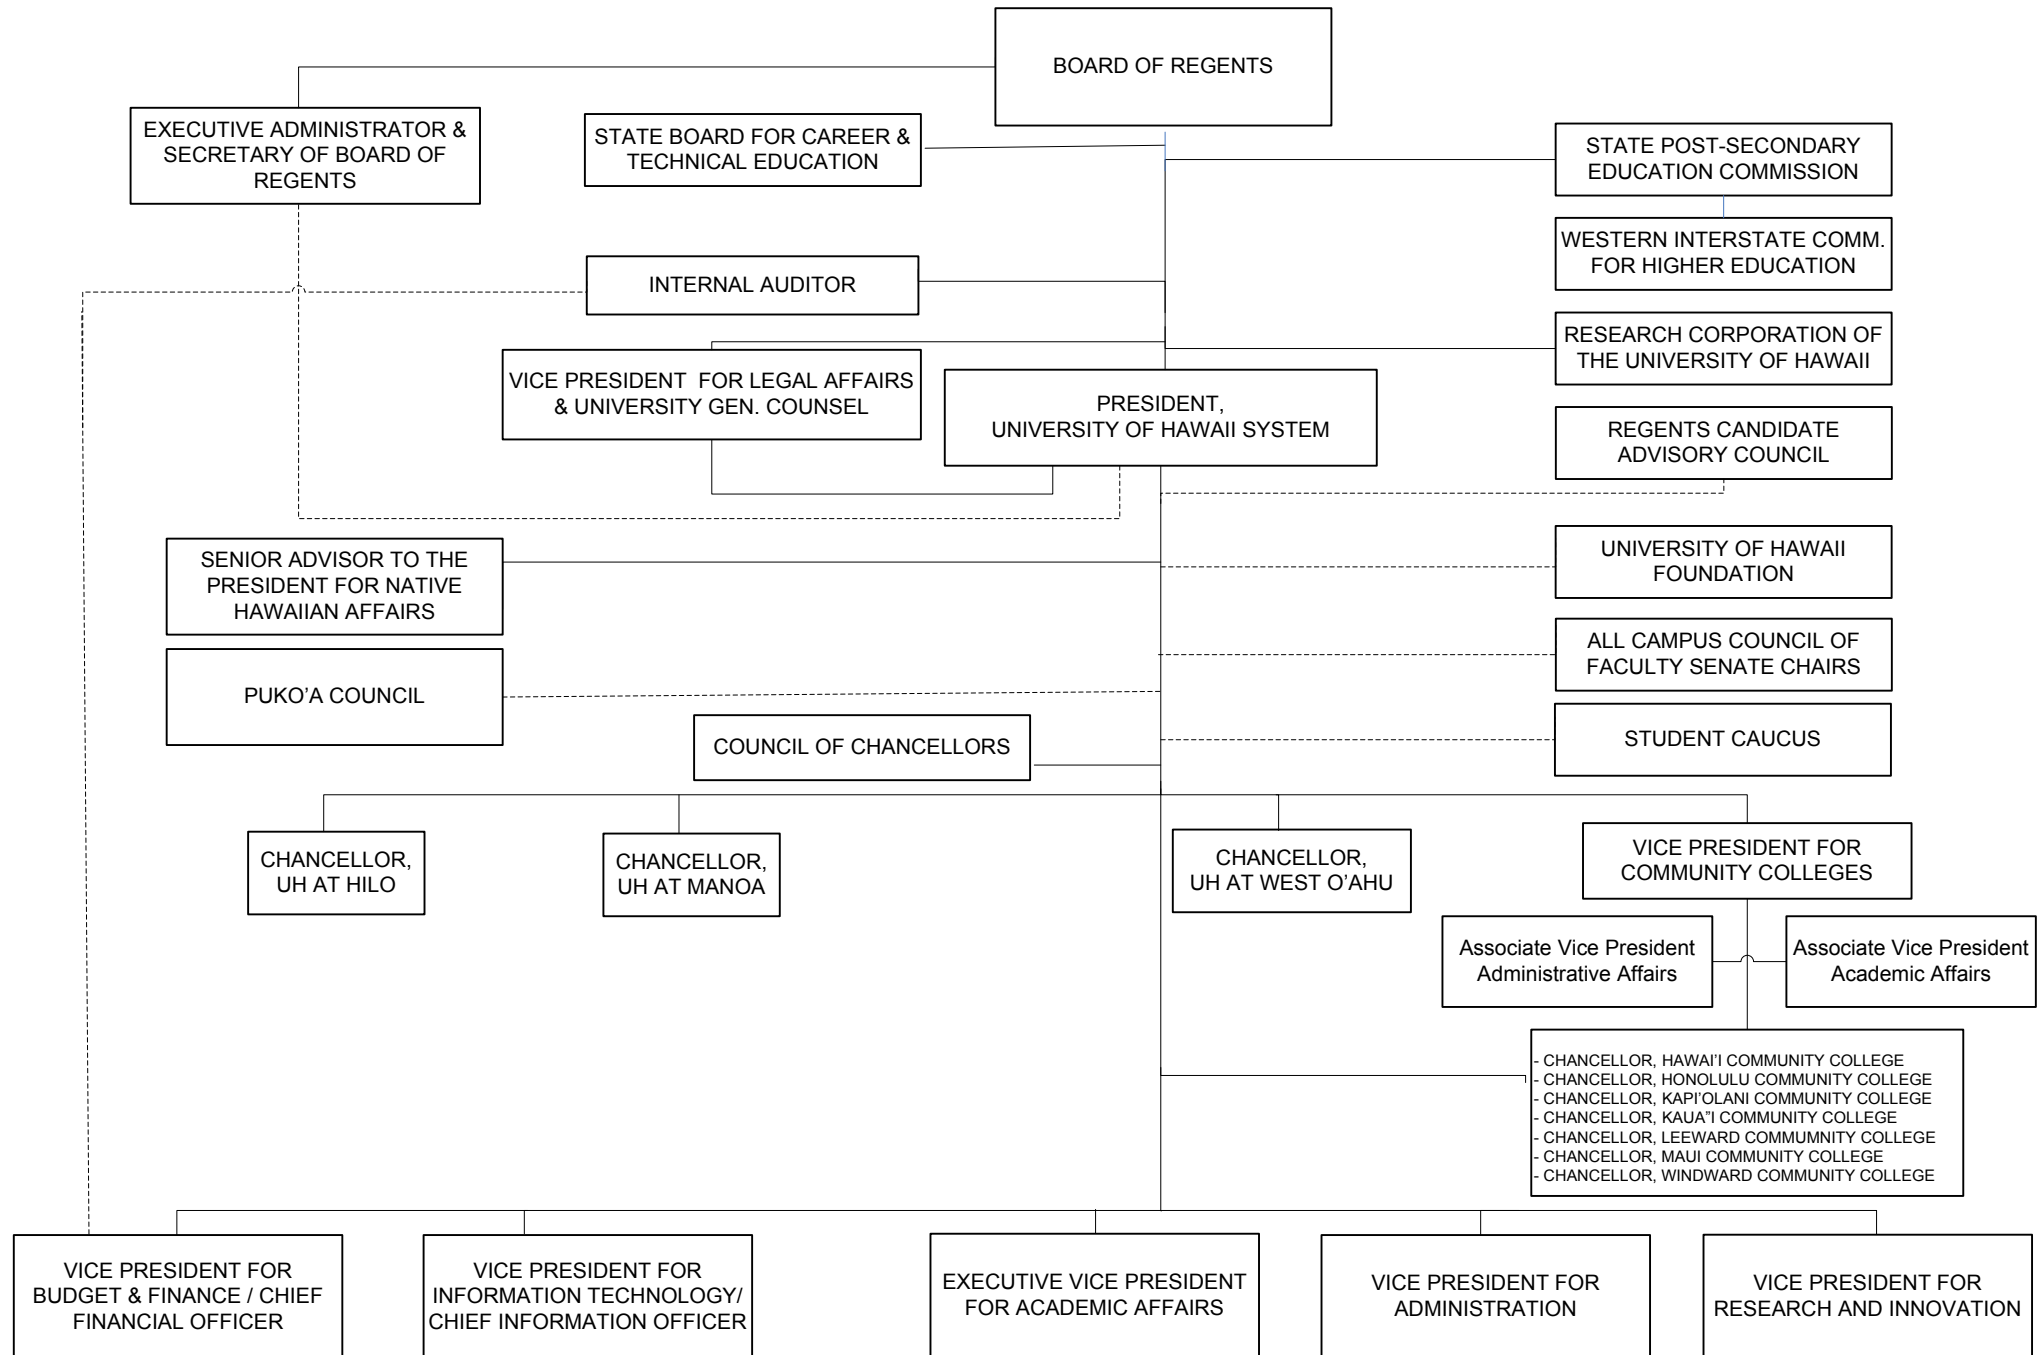 BOARD OF REGENTS
EXECUTIVE ADMINISTRATOR &
SECRETARY OF BOARD OF
REGENTS
STATE BOARD FOR CAREER &
TECHNICAL EDUCATION
STATE POST-SECONDARY
EDUCATION COMMISSION
WESTERN INTERSTATE COMM.
FOR HIGHER EDUCATION
INTERNAL AUDITOR
RESEARCH CORPORATION OF
THE UNIVERSITY OF HAWAII
VICE PRESIDENT FOR LEGAL AFFAIRS
& UNIVERSITY GEN. COUNSEL
PRESIDENT,
UNIVERSITY OF HAWAII SYSTEM
REGENTS CANDIDATE
ADVISORY COUNCIL
SENIOR ADVISOR TO THE
PRESIDENT FOR NATIVE
HAWAIIAN AFFAIRS
UNIVERSITY OF HAWAII
FOUNDATION
ALL CAMPUS COUNCIL OF
FACULTY SENATE CHAIRS
PUKO’A COUNCIL
COUNCIL OF CHANCELLORS
STUDENT CAUCUS
CHANCELLOR,
UH AT HILO
CHANCELLOR,
UH AT MANOA
CHANCELLOR,
UH AT WEST O’AHU
VICE PRESIDENT FOR
COMMUNITY COLLEGES
Associate Vice President
Administrative Affairs
Associate Vice President
Academic Affairs
- CHANCELLOR, HAWAI’I COMMUNITY COLLEGE
- CHANCELLOR, HONOLULU COMMUNITY COLLEGE
- CHANCELLOR, KAPI’OLANI COMMUNITY COLLEGE
- CHANCELLOR, KAUA”I COMMUNITY COLLEGE
- CHANCELLOR, LEEWARD COMMUMNITY COLLEGE
- CHANCELLOR, MAUI COMMUNITY COLLEGE
- CHANCELLOR, WINDWARD COMMUNITY COLLEGE
VICE PRESIDENT FOR
BUDGET & FINANCE / CHIEF
FINANCIAL OFFICER
VICE PRESIDENT FOR
INFORMATION TECHNOLOGY/
CHIEF INFORMATION OFFICER
EXECUTIVE VICE PRESIDENT
FOR ACADEMIC AFFAIRS
VICE PRESIDENT FOR
ADMINISTRATION
VICE PRESIDENT FOR
RESEARCH AND INNOVATION